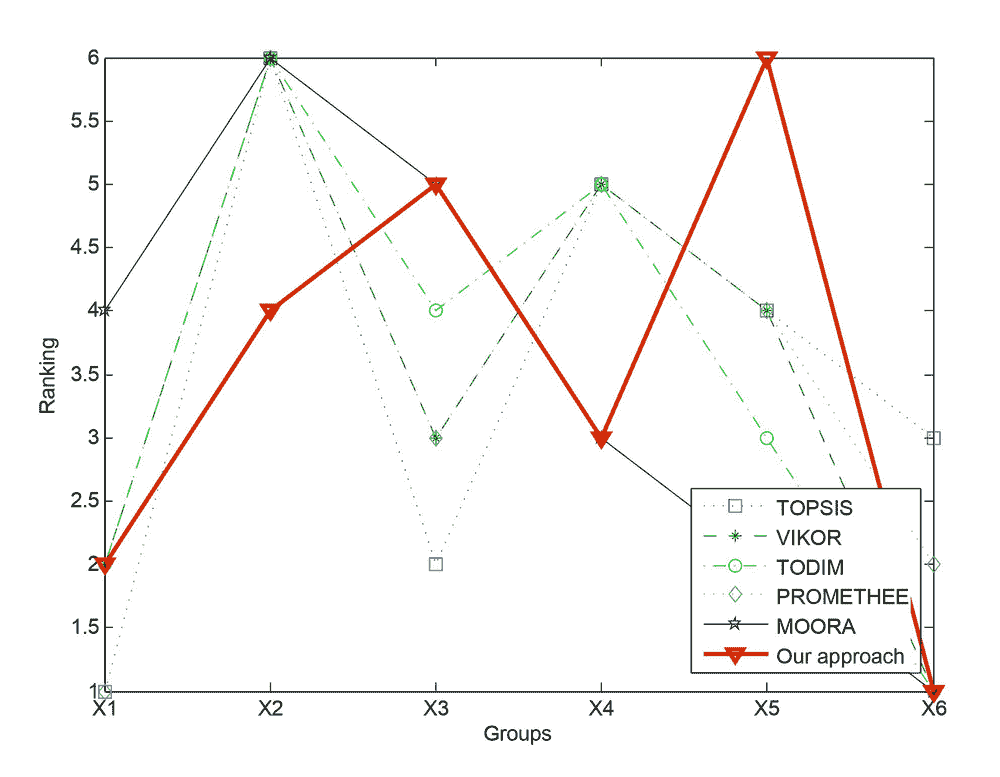 6
5.5
5
4.5
4
3.5
3
2.5
2
1.5
1
Ranking
X1 X2 X3 X4 X5 X6
Groups
TOPSIS
VIKOR
TODIM
PROMETHEE
MOORA
Our approach